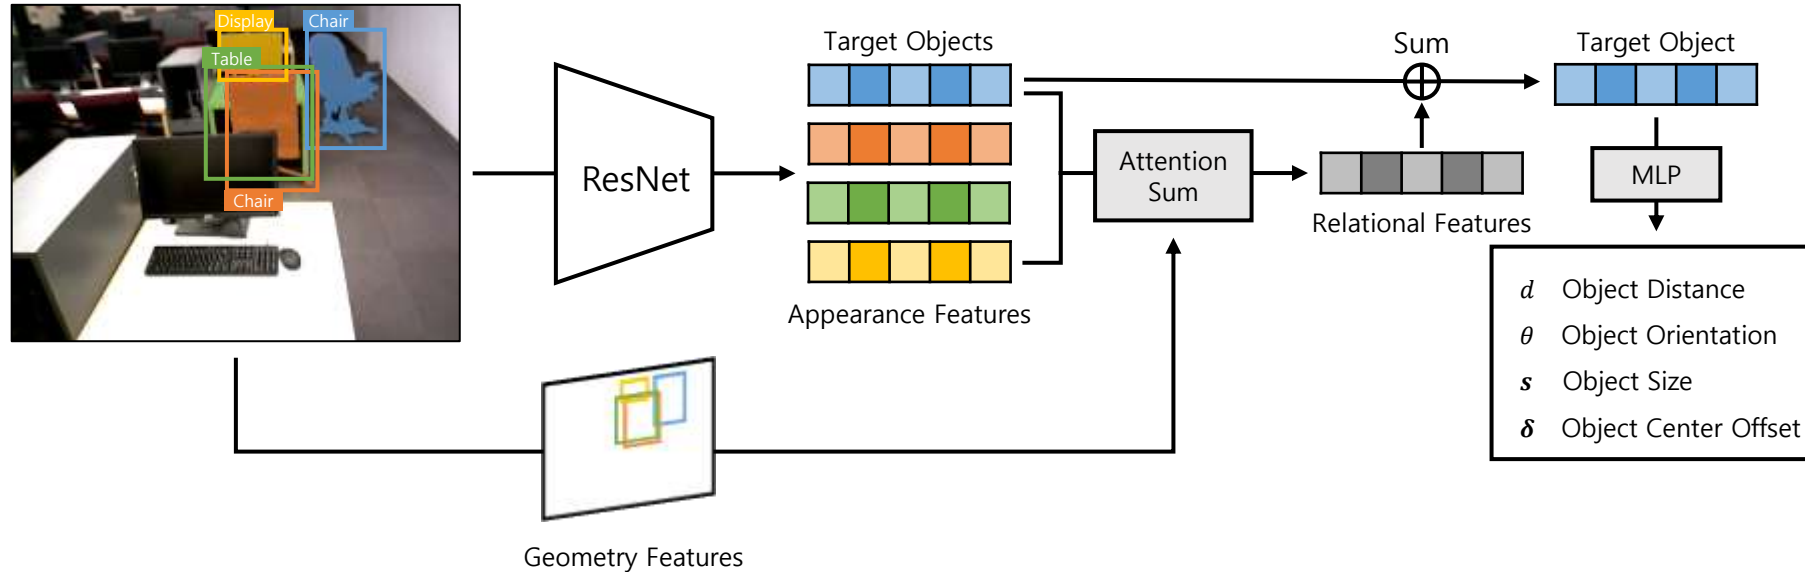 Display
Chair
Table
Chair
ResNet
Target Objects
Appearance Features
Geometry Features
Attention
Sum
Sum
Relational Features
Target Object
MLP
d Object Distance
θ Object Orientation
s Object Size
δ Object Center Offset